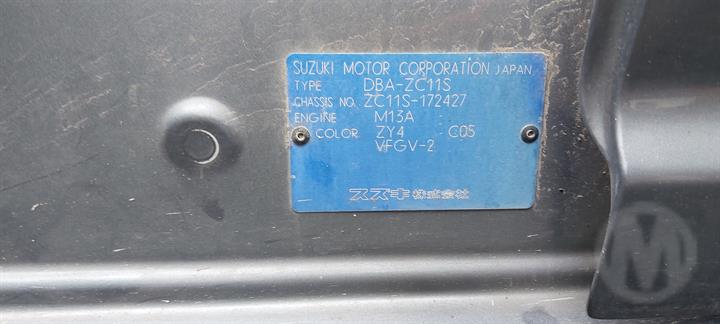 SUZUKI MOTOR CORPORATION JAPAN
TYPE DBA-ZC11S
CHASSIS NO. ZC11S-172427
ENGINE M13A
COLOR ZY4 C05
VFGV-2
スズキ株式会社
M